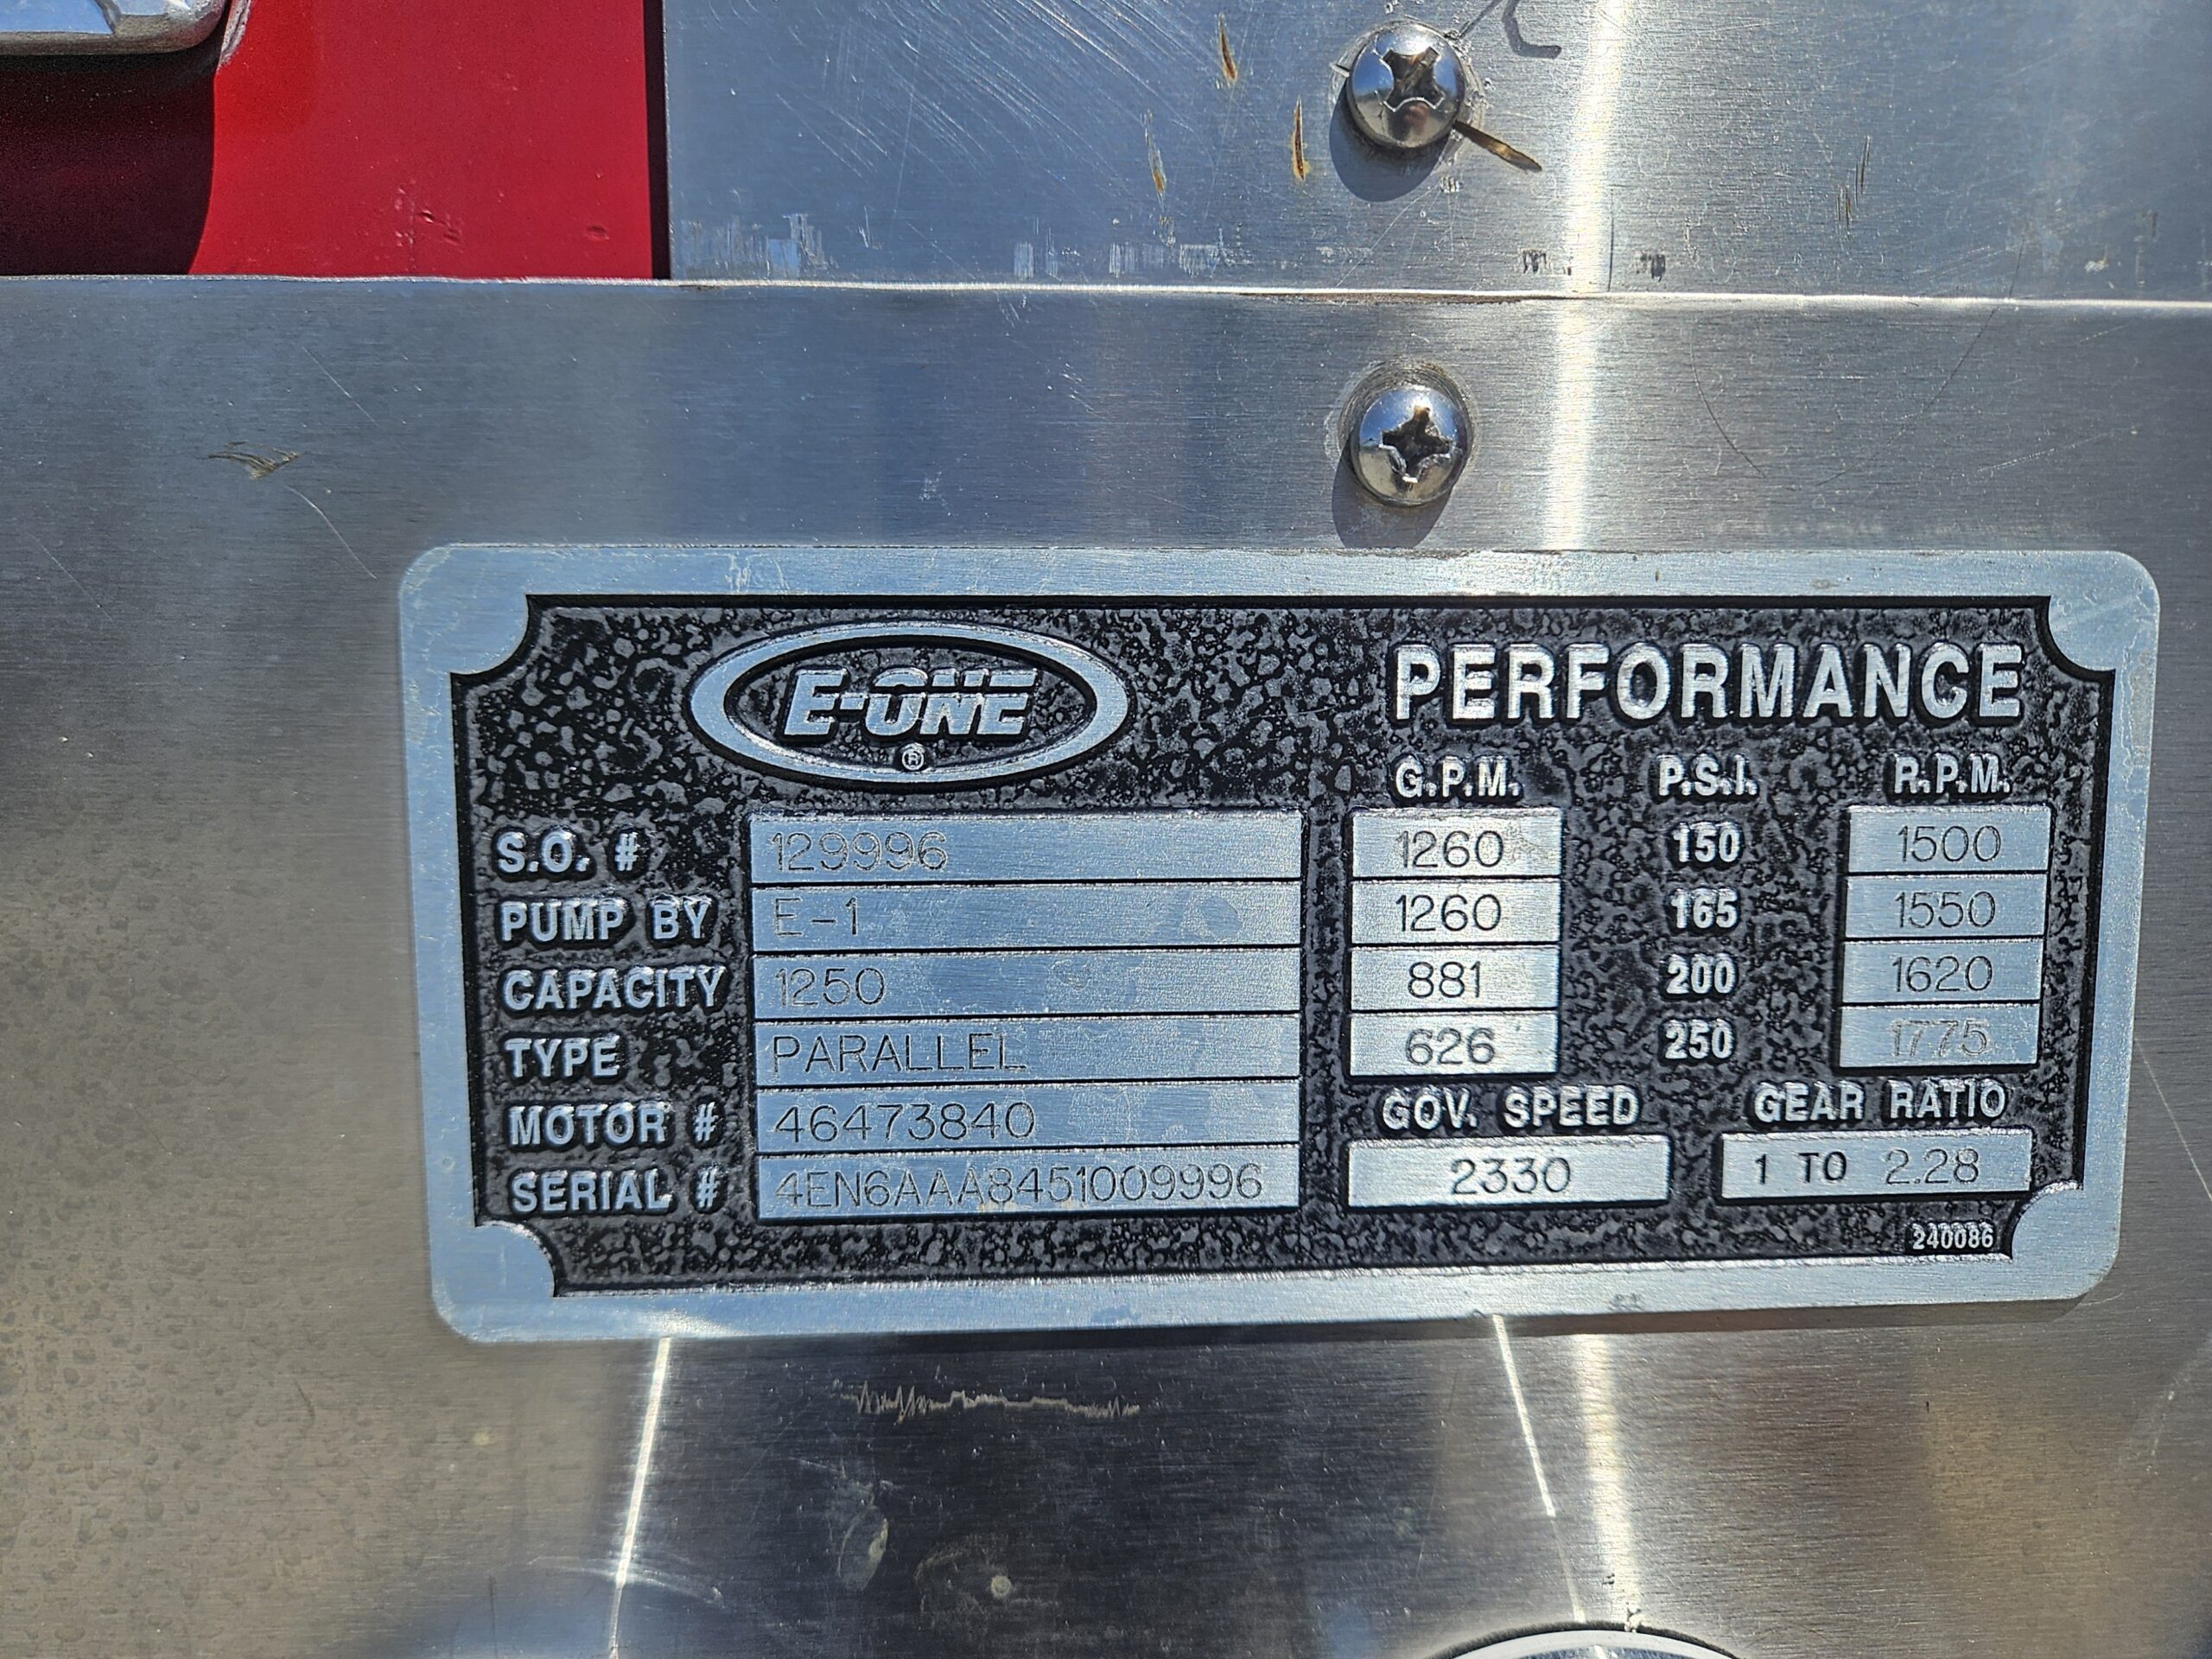 E-ONE
®
PERFORMANCE
G.P.M. P.S.I. R.P.M.
S.O. # 129996 1260 150 1500
PUMP BY E-1 1260 165 1550
CAPACITY 1250 881 200 1620
TYPE PARALLEL 626 250 1775
MOTOR # 46473840 GOV. SPEED GEAR RATIO
SERIAL # 4EN6AAA8451009996 2330 1 TO 2.28
240086